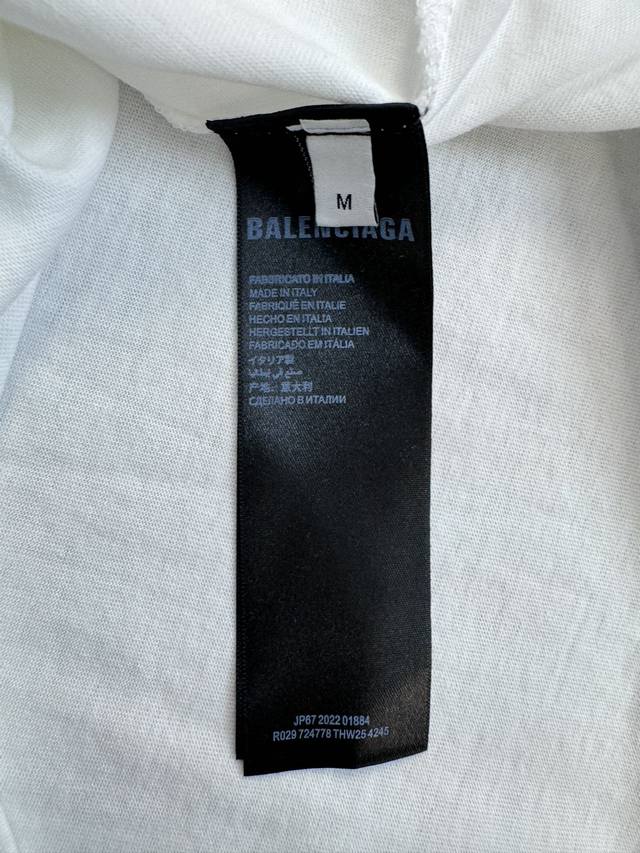 M
BALENCIAGA
FABBRICATO IN ITALIA
MADE IN ITALY
FABRIQUÉ EN ITALIE
HECHO EN ITALIA
HERGESTELLT IN ITALIEN
FABRICADO EM ITÁLIA
イタリア製
صنع في إيطاليا
产地：意大利
СДЕЛАНО В ИТАЛИИ
JP67 2022 01884
R029 724778 THW25 4245